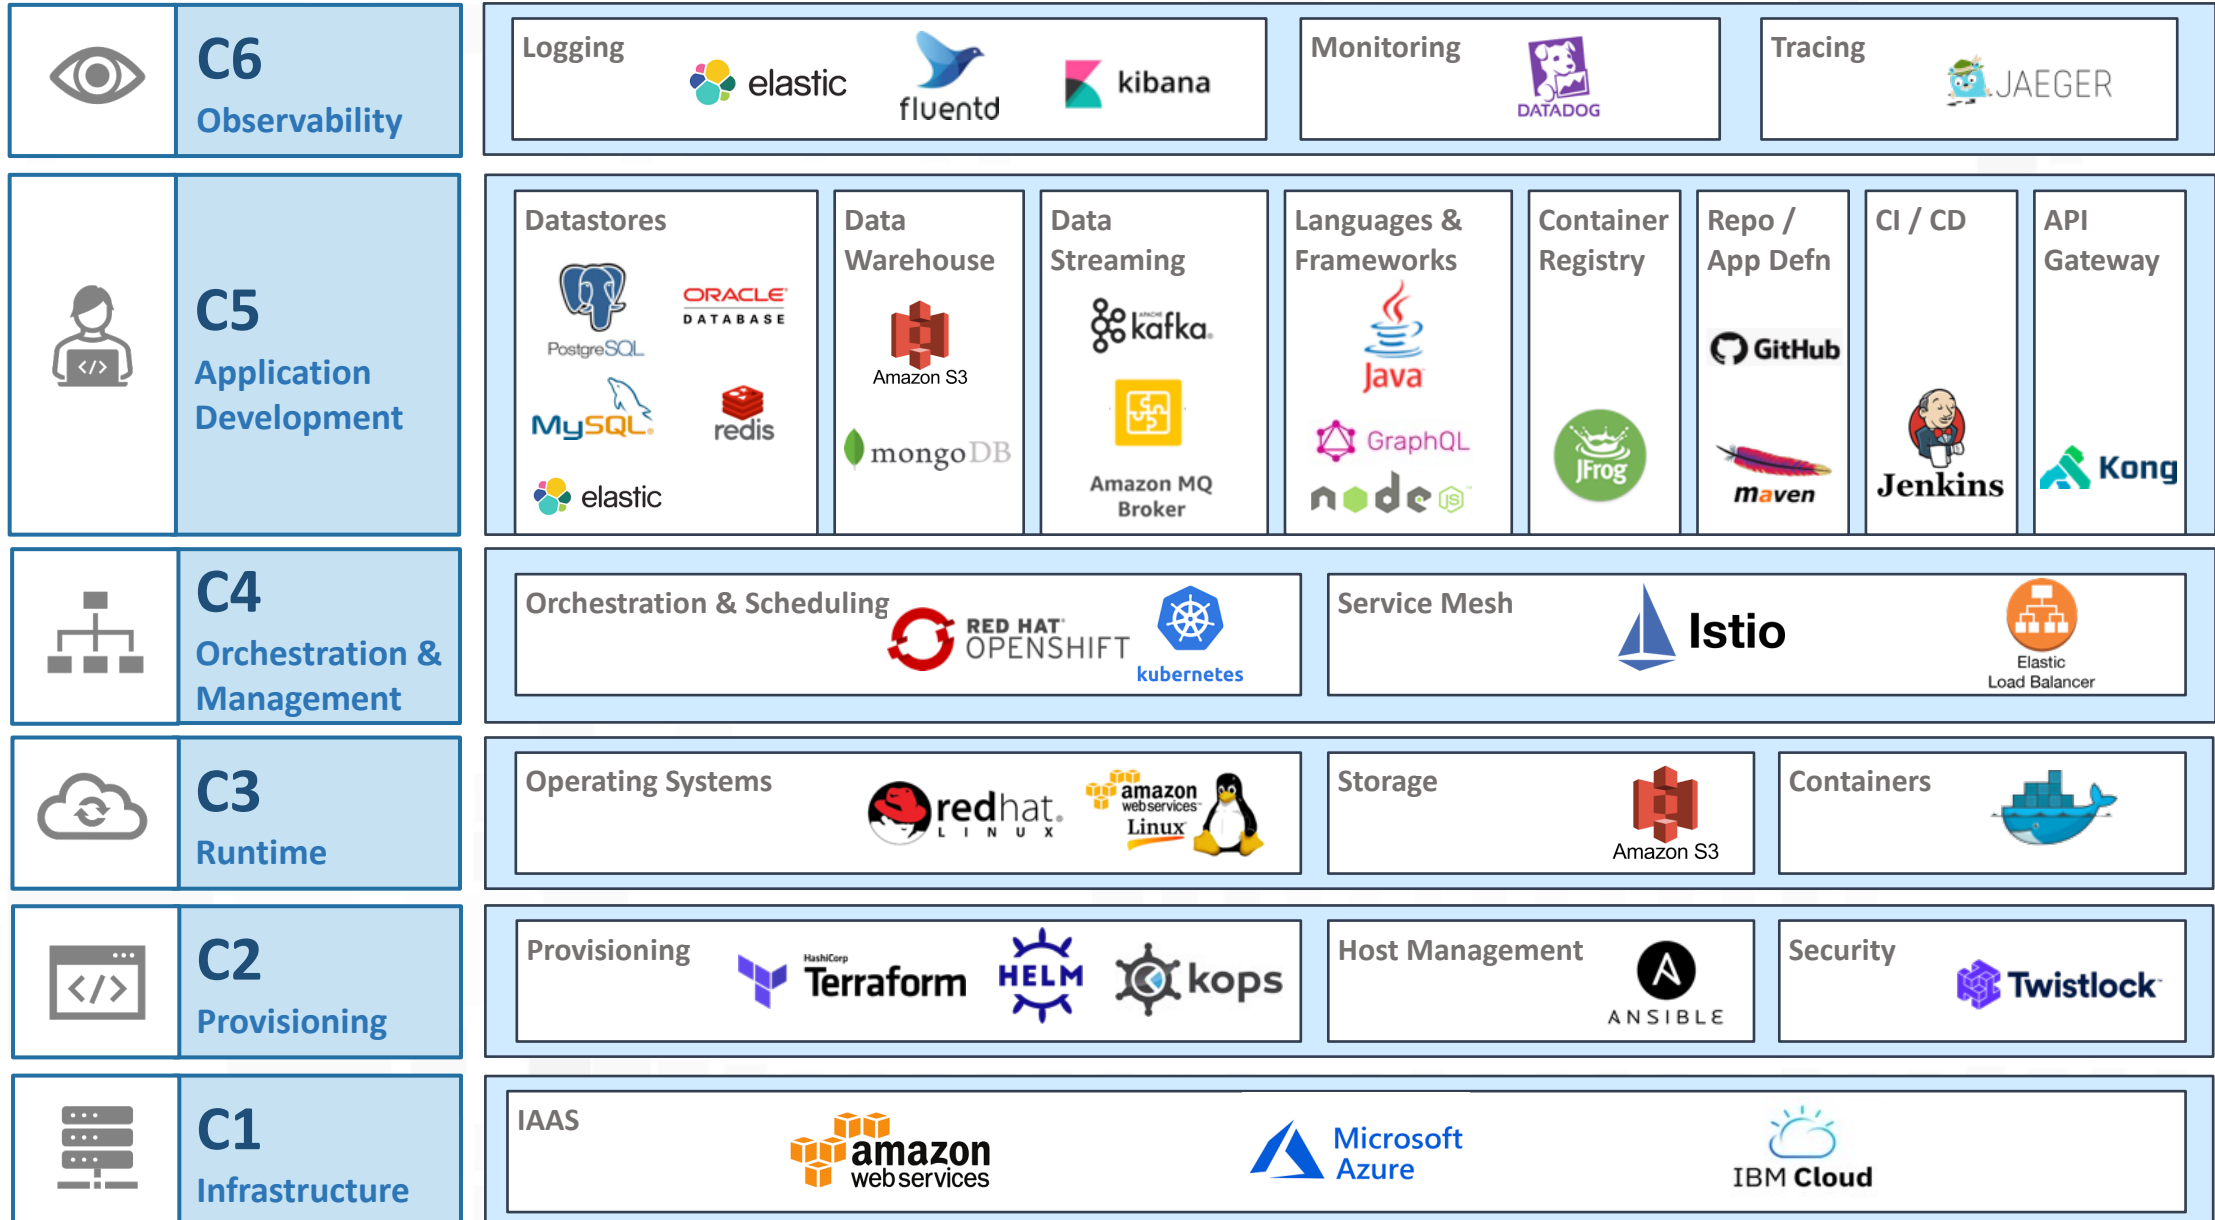 C6
Observability
Logging
elastic
fluentd
kibana
Monitoring
DATADOG
Tracing
JAEGER
C5
Application
Development
Datastores
PostgreSQL
ORACLE
DATABASE
MySQL
redis
elastic
Data
Warehouse
Amazon S3
mongoDB
Data
Streaming
APACHE
kafka
Amazon MQ
Broker
Languages &
Frameworks
Java
GraphQL
node
JS
Container
Registry
JFrog
Repo /
App Defn
GitHub
maven
CI / CD
Jenkins
API
Gateway
Kong
C4
Orchestration &
Management
Orchestration & Scheduling
RED HAT
OPENSHIFT
kubernetes
Service Mesh
Istio
Elastic
Load Balancer
C3
Runtime
Operating Systems
redhat.
LINUX
amazon
webservices™
Linux
Storage
Amazon S3
Containers
C2
Provisioning
Provisioning
HashiCorp
Terraform
HELM
kops
Host Management
ANSIBLE
Security
Twistlock
C1
Infrastructure
IAAS
amazon
webservices
Microsoft
Azure
IBM Cloud